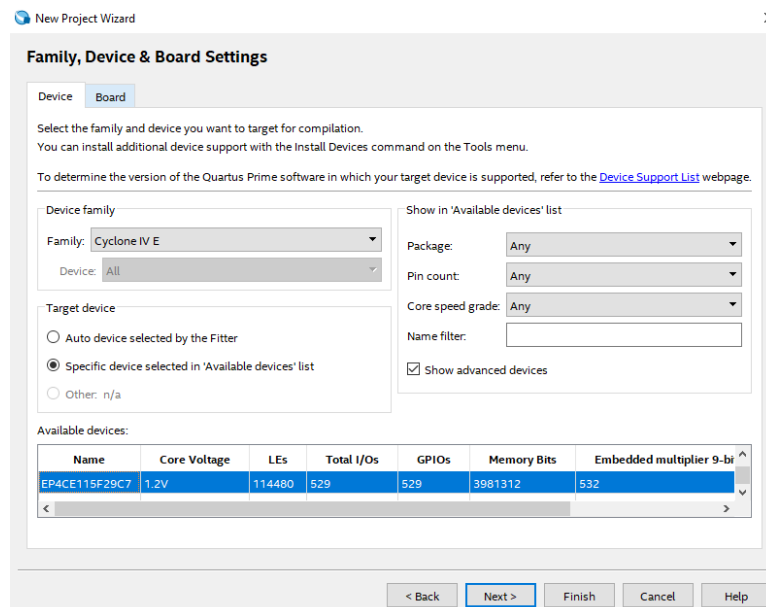 New Project Wizard
Family, Device & Board Settings
Device Board
Select the family and device you want to target for compilation.
You can install additional device support with the Install Devices command on the Tools menu.
To determine the version of the Quartus Prime software in which your target device is supported, refer to the Device Support List webpage.
Device family
Family: Cyclone IV E
Device: All
Show in 'Available devices' list
Package: Any
Pin count: Any
Core speed grade: Any
Name filter:
Show advanced devices
Target device
Auto device selected by the Fitter
Specific device selected in 'Available devices' list
Other: n/a
Available devices:
Name Core Voltage LEs Total I/Os GPIOs Memory Bits Embedded multiplier 9-bi
EP4CE115F29C7 1.2V 114480 529 529 3981312 532
< Back Next > Finish Cancel Help